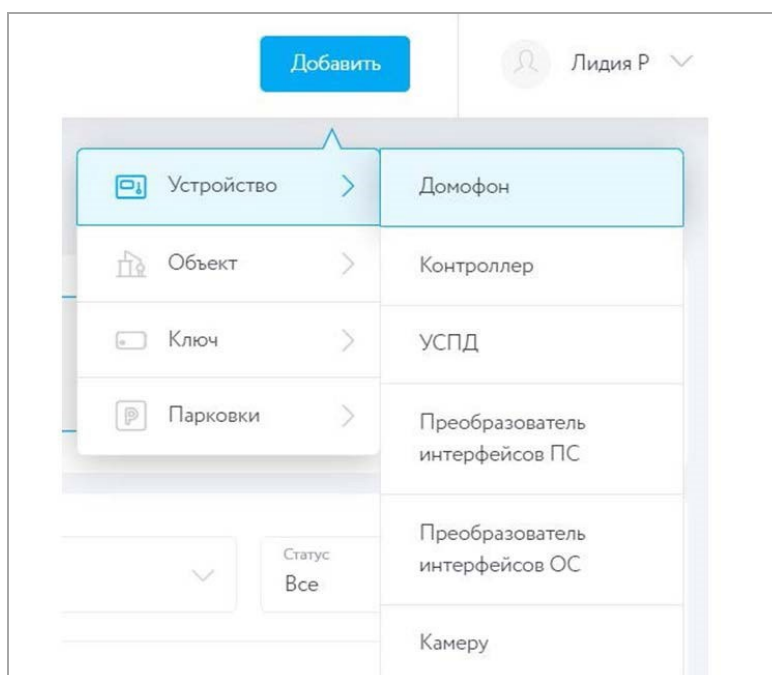 Добавить
Лидия Р
Устройство
Объект
Ключ
Парковки
Домофон
Контроллер
УСПД
Преобразователь
интерфейсов ПС
Преобразователь
интерфейсов ОС
Камеру
Статус
Все